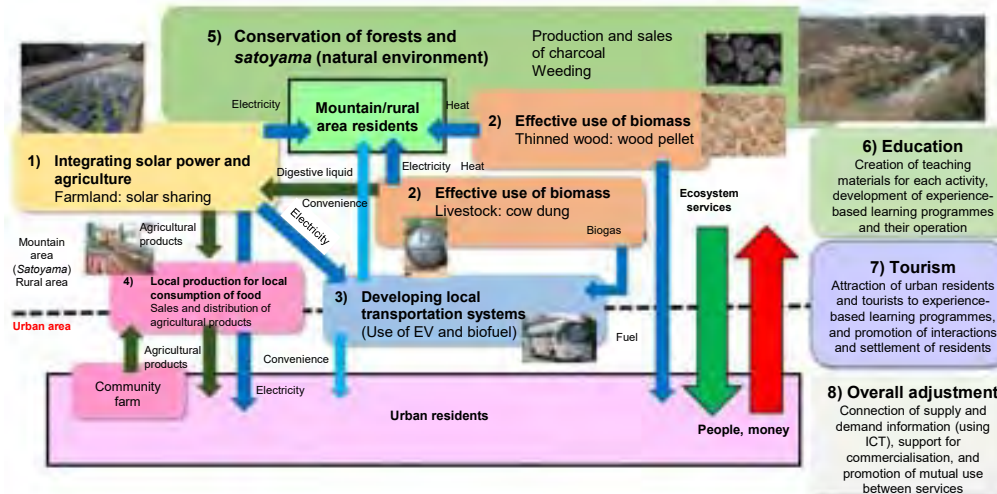 5) Conservation of forests and
satoyama (natural environment)
Production and sales
of charcoal
Weeding
Electricity
Mountain/rural
area residents
Heat
2) Effective use of biomass
Thinned wood: wood pellet
1) Integrating solar power and
agriculture
Farmland: solar sharing
Digestive liquid
Electricity
Heat
Convenience
2) Effective use of biomass
Livestock: cow dung
Biogas
Electricity
Ecosystem
services
6) Education
Creation of teaching
materials for each activity,
development of experience-
based learning programmes
and their operation
Agricultural
products
Mountain
area
(Satoyama)
Rural area
4) Local production for local
consumption of food
Sales and distribution of
agricultural products
3) Developing local
transportation systems
(Use of EV and biofuel)
7) Tourism
Attraction of urban residents
and tourists to experience-
based learning programmes,
and promotion of interactions
and settlement of residents
Urban area
Fuel
Agricultural
products
Convenience
Community
farm
Electricity
Urban residents
People, money
8) Overall adjustment
Connection of supply and
demand information (using
ICT), support for
commercialisation, and
promotion of mutual use
between services